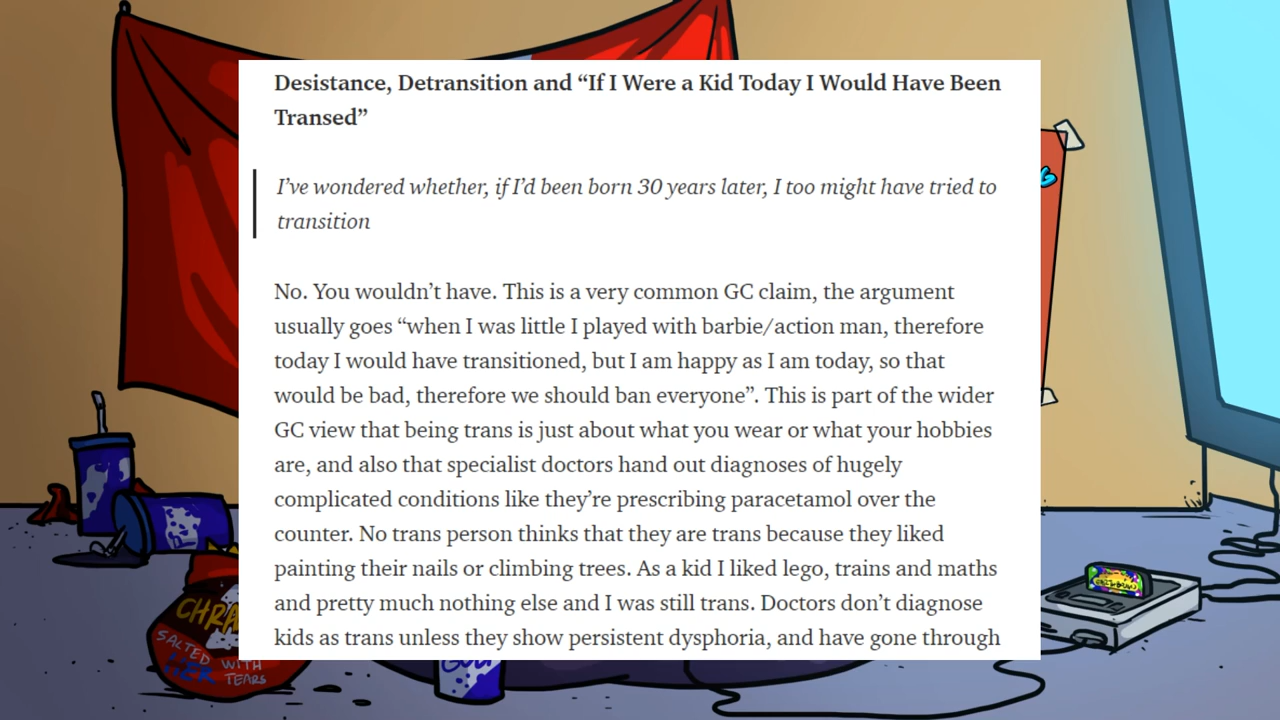 Desistance, Detransition and “If I Were a Kid Today I Would Have Been
Transed”
I’ve wondered whether, if I’d been born 30 years later, I too might have tried to
transition
No. You wouldn’t have. This is a very common GC claim, the argument
usually goes “when I was little I played with barbie/action man, therefore
today I would have transitioned, but I am happy as I am today, so that
would be bad, therefore we should ban everyone”. This is part of the wider
GC view that being trans is just about what you wear or what your hobbies
are, and also that specialist doctors hand out diagnoses of hugely
complicated conditions like they’re prescribing paracetamol over the
counter. No trans person thinks that they are trans because they liked
painting their nails or climbing trees. As a kid I liked lego, trains and maths
and pretty much nothing else and I was still trans. Doctors don’t diagnose
kids as trans unless they show persistent dysphoria, and have gone through
SALTED WITH
TEARS